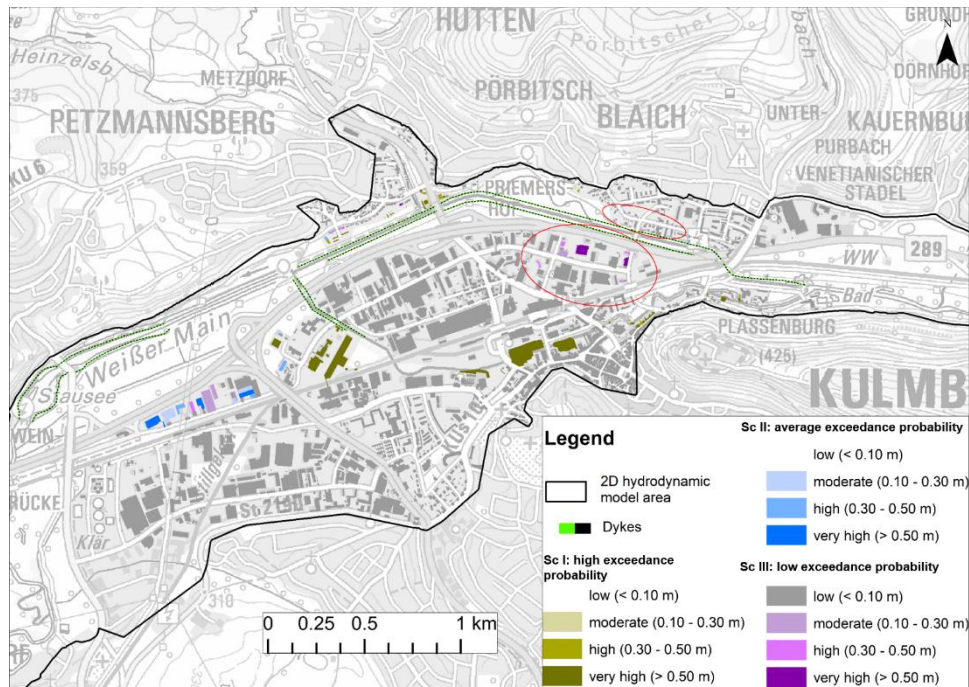 HUTTEN
GRUNDH
N
Heinzelsb.
Pörbitscher
METZDORF
DÖRNHOF
375
PÖRBITSCH
PETZMANNSBERG
BLAICH
UNTER-
KAUERNBU
KU 6
359
PURBACH
VENETIANISCHER
STADEL
PRIEMERS-
HOF
289
WW
Bad
Weißer Main
PLASSENBURG
(425)
Stausee
KULMB
WEIN-
BRÜCKE
St 2190
Klär
310
0 0.25 0.5 1 km
Legend
2D hydrodynamic
model area
Dykes
Sc I: high exceedance
probability
low (< 0.10 m)
moderate (0.10 - 0.30 m)
high (0.30 - 0.50 m)
very high (> 0.50 m)
Sc II: average exceedance probability
low (< 0.10 m)
moderate (0.10 - 0.30 m)
high (0.30 - 0.50 m)
very high (> 0.50 m)
Sc III: low exceedance probability
low (< 0.10 m)
moderate (0.10 - 0.30 m)
high (0.30 - 0.50 m)
very high (> 0.50 m)